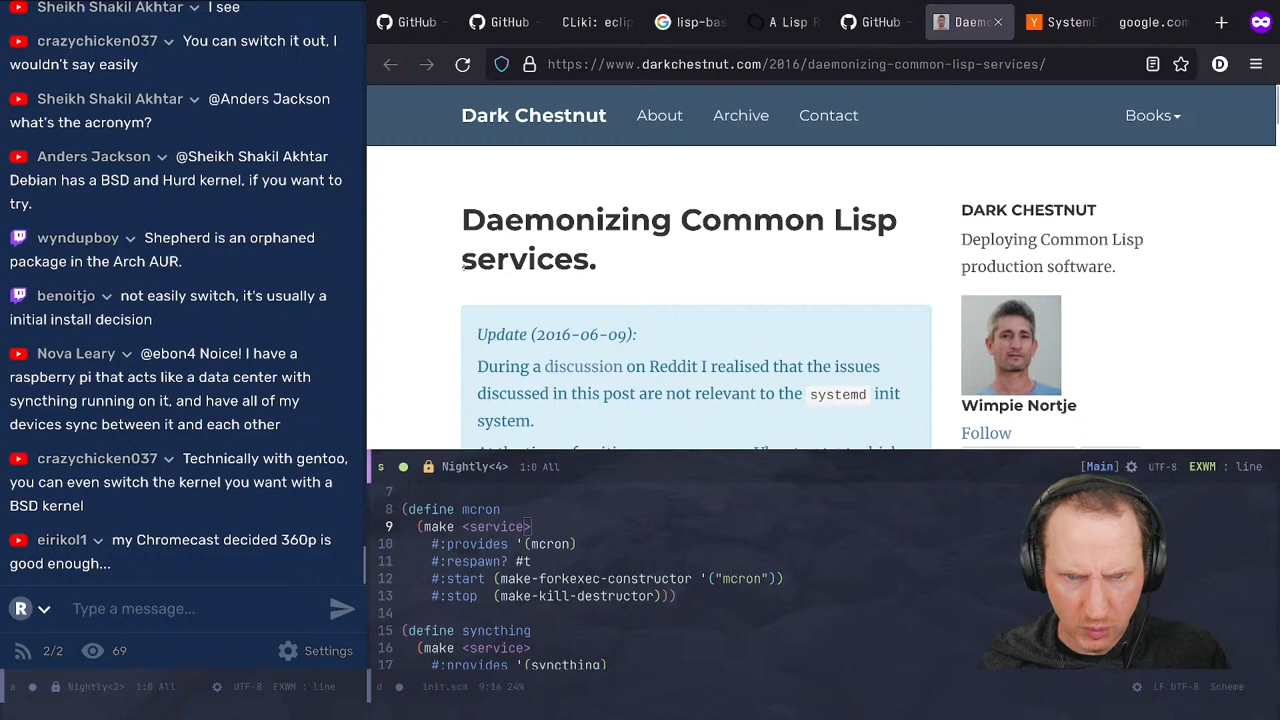 I see
crazychicken037 You can switch it out, I
wouldn't say easily
Sheikh Shakil Akhtar @Anders Jackson
what's the acronym?
Anders Jackson @Sheikh Shakil Akhtar
Debian has a BSD and Hurd kernel, if you want to
try.
wyndupboy Shepherd is an orphaned
package in the Arch AUR.
benoitjo not easily switch, it's usually a
initial install decision
Nova Leary @ebon4 Noice! I have a
raspberry pi that acts like a data center with
syncthing running on it, and have all of my
devices sync between it and each other
crazychicken037 Technically with gentoo,
you can even switch the kernel you want with a
BSD kernel
eirikol1 my Chromecast decided 360p is
good enough...
R Type a message...
2/2 69 Settings
Nightly<2> 1:0 All UTF-8 EXWM : line
GitHub GitHub CLiki: eclip lisp-bas A Lisp R GitHub Daem SystemE google.com
https://www.darkchestnut.com/2016/daemonizing-common-lisp-services/
Dark Chestnut About Archive Contact Books
Daemonizing Common Lisp
services.
Update (2016-06-09):
During a discussion on Reddit I realised that the issues
discussed in this post are not relevant to the systemd init
system.
DARK CHESTNUT
Deploying Common Lisp
production software.
Wimpie Nortje
Follow
s Nightly<4> 1:0 All [Main] UTF-8 EXWM : line
7
8 (define mcron
9 (make <service>
10 #:provides '(mcron)
11 #:respawn? #t
12 #:start (make-forkexec-constructor '("mcron"))
13 #:stop (make-kill-destructor)))
14
15 (define syncthing
16 (make <service>
17 #:provides '(syncthing)
d init.scm 9:16 24% LF UTF-8 Scheme